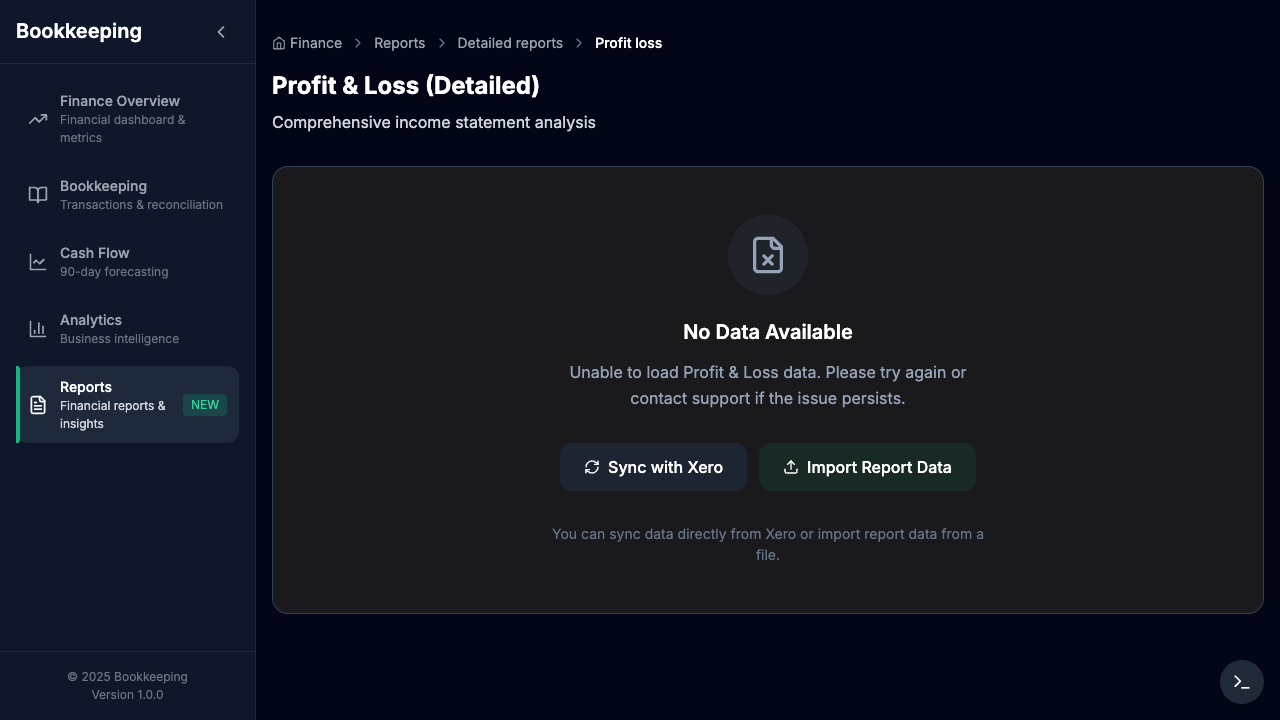 Bookkeeping
Finance Overview
Financial dashboard &
metrics
Bookkeeping
Transactions & reconciliation
Cash Flow
90-day forecasting
Analytics
Business intelligence
Reports
Financial reports &
insights
NEW
© 2025 Bookkeeping
Version 1.0.0
Finance
Reports
Detailed reports
Profit loss
Profit & Loss (Detailed)
Comprehensive income statement analysis
No Data Available
Unable to load Profit & Loss data. Please try again or
contact support if the issue persists.
Sync with Xero
Import Report Data
You can sync data directly from Xero or import report data from a
file.